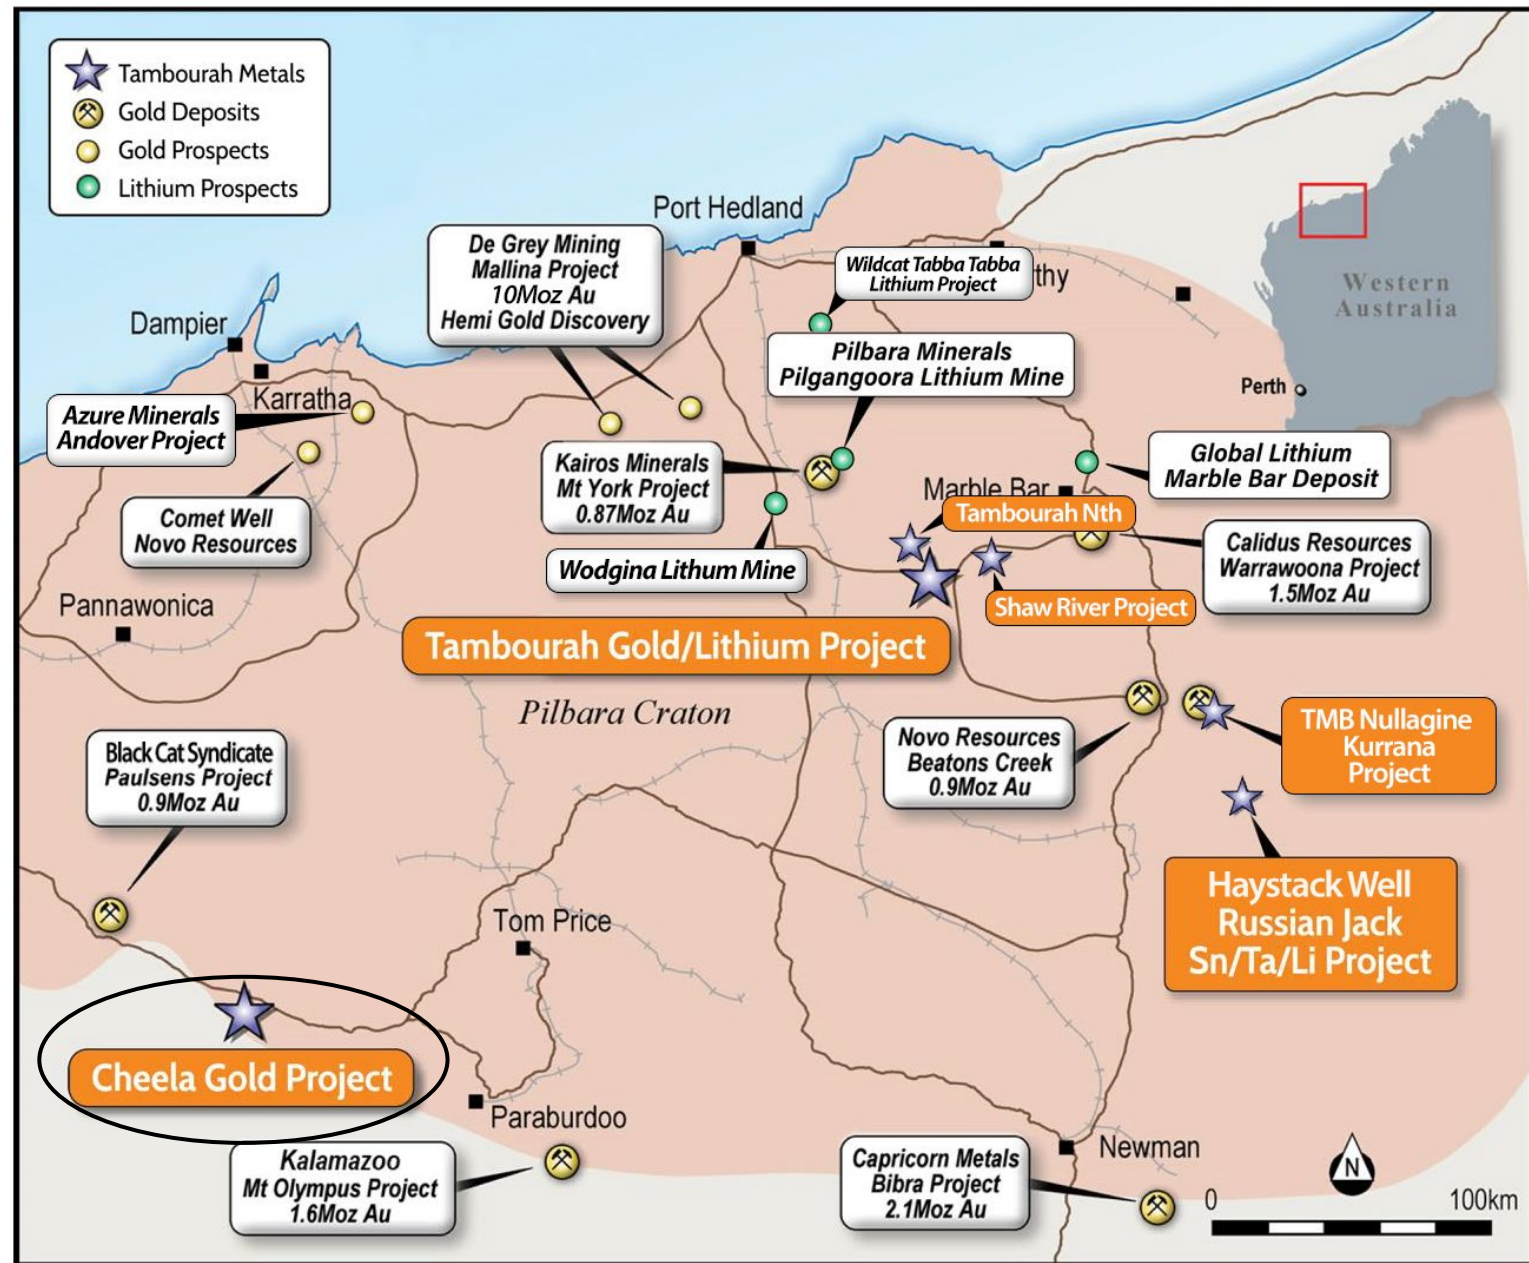 Tambourah Metals
Gold Deposits
Gold Prospects
Lithium Prospects
Port Hedland
De Grey Mining
Mallina Project
10Moz Au
Hemi Gold Discovery
Wildcat Tabba Tabba
Lithium Project
thy
Western
Australia
Perth
Dampier
Karratha
Pilbara Minerals
Pilgangoora Lithium Mine
Azure Minerals
Andover Project
Global Lithium
Marble Bar Deposit
Kairos Minerals
Mt York Project
0.87Moz Au
Marble Bar
Tambourah Nth
Comet Well
Novo Resources
Wodgina Lithum Mine
Calidus Resources
Warrawoona Project
1.5Moz Au
Shaw River Project
Pannawonica
Tambourah Gold/Lithium Project
Pilbara Craton
TMB Nullagine
Kurrana
Project
Novo Resources
Beatons Creek
0.9Moz Au
Black Cat Syndicate
Paulsens Project
0.9Moz Au
Haystack Well
Russian Jack
Sn/Ta/Li Project
Tom Price
Cheela Gold Project
Paraburdoo
Kalamazoo
Mt Olympus Project
1.6Moz Au
Capricorn Metals
Bibra Project
2.1Moz Au
Newman
N
0 100km